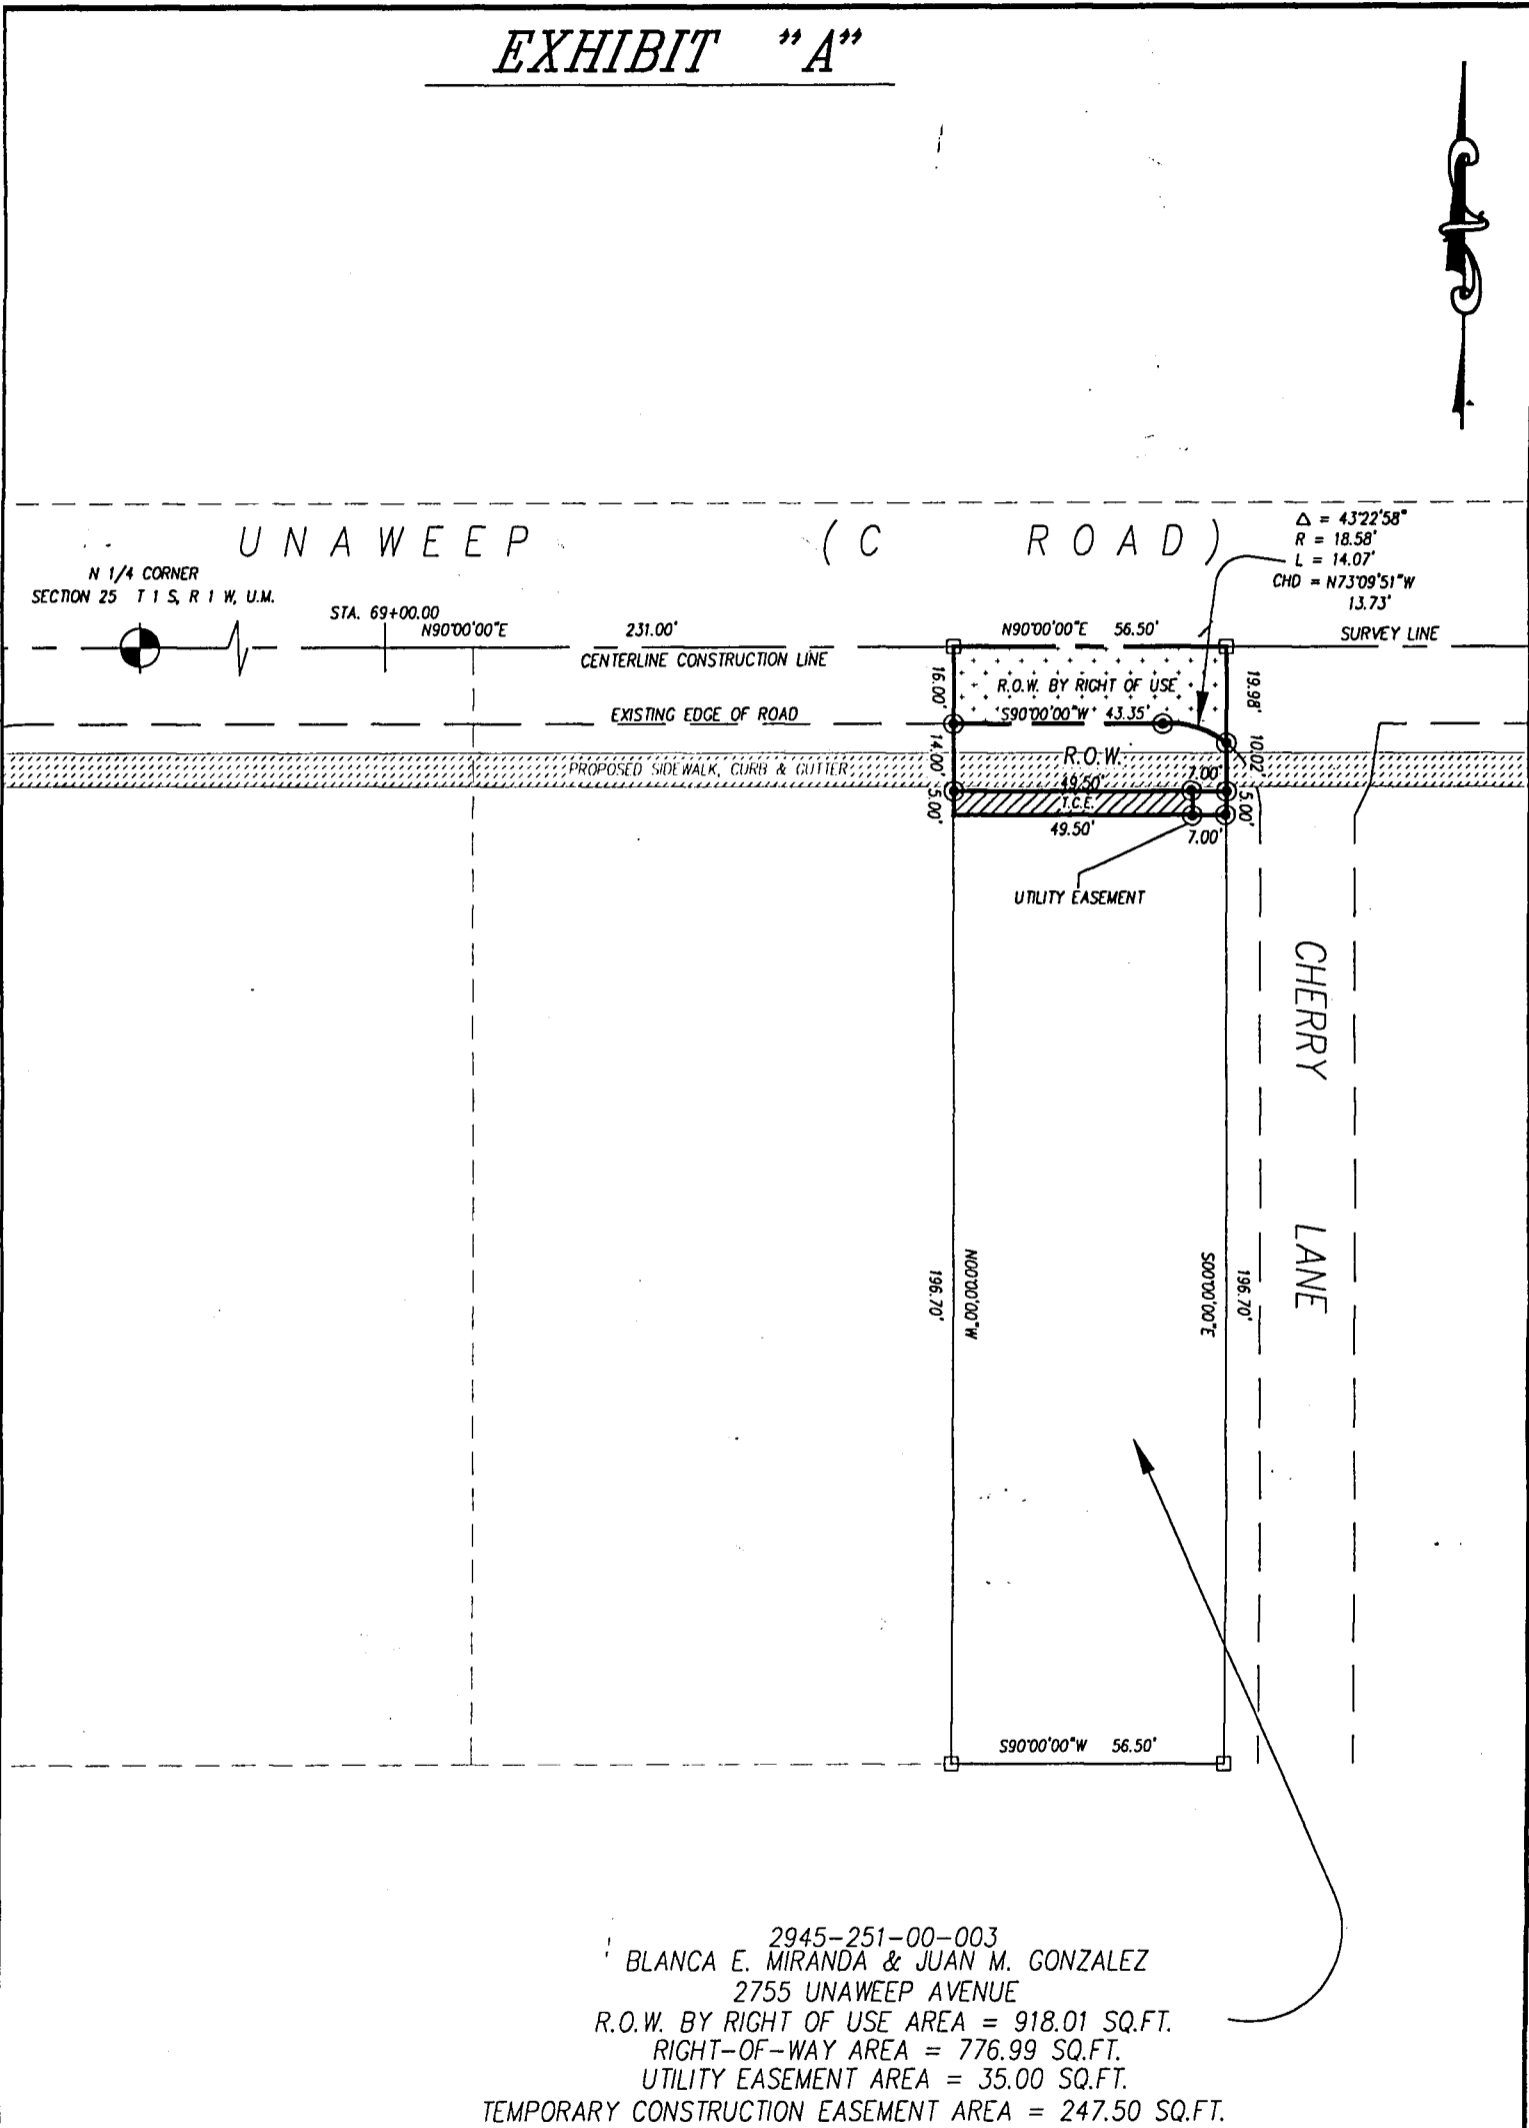 EXHIBIT "A"
UNAWEEP (C ROAD)
Δ = 43°22'58"
R = 18.58'
L = 14.07'
CHD = N73°09'51"W
13.73'
N 1/4 CORNER
SECTION 25 T 1 S, R 1 W, U.M.
STA. 69+00.00
N90°00'00"E 231.00'
N90°00'00"E 56.50'
SURVEY LINE
CENTERLINE CONSTRUCTION LINE
16.00'
R.O.W. BY RIGHT OF USE
19.98'
EXISTING EDGE OF ROAD
S90°00'00"W 43.35'
14.00'
R.O.W.
10.02'
PROPOSED SIDEWALK, CURB & GUTTER
49.50'
7.00'
5.00'
T.C.E.
5.00'
49.50'
7.00'
UTILITY EASEMENT
CHERRY LANE
N00°00'00"W
196.70'
S00°00'00"E
196.70'
S90°00'00"W 56.50'
2945-251-00-003
BLANCA E. MIRANDA & JUAN M. GONZALEZ
2755 UNAWEEP AVENUE
R.O.W. BY RIGHT OF USE AREA = 918.01 SQ.FT.
RIGHT-OF-WAY AREA = 776.99 SQ.FT.
UTILITY EASEMENT AREA = 35.00 SQ.FT.
TEMPORARY CONSTRUCTION EASEMENT AREA = 247.50 SQ.FT.